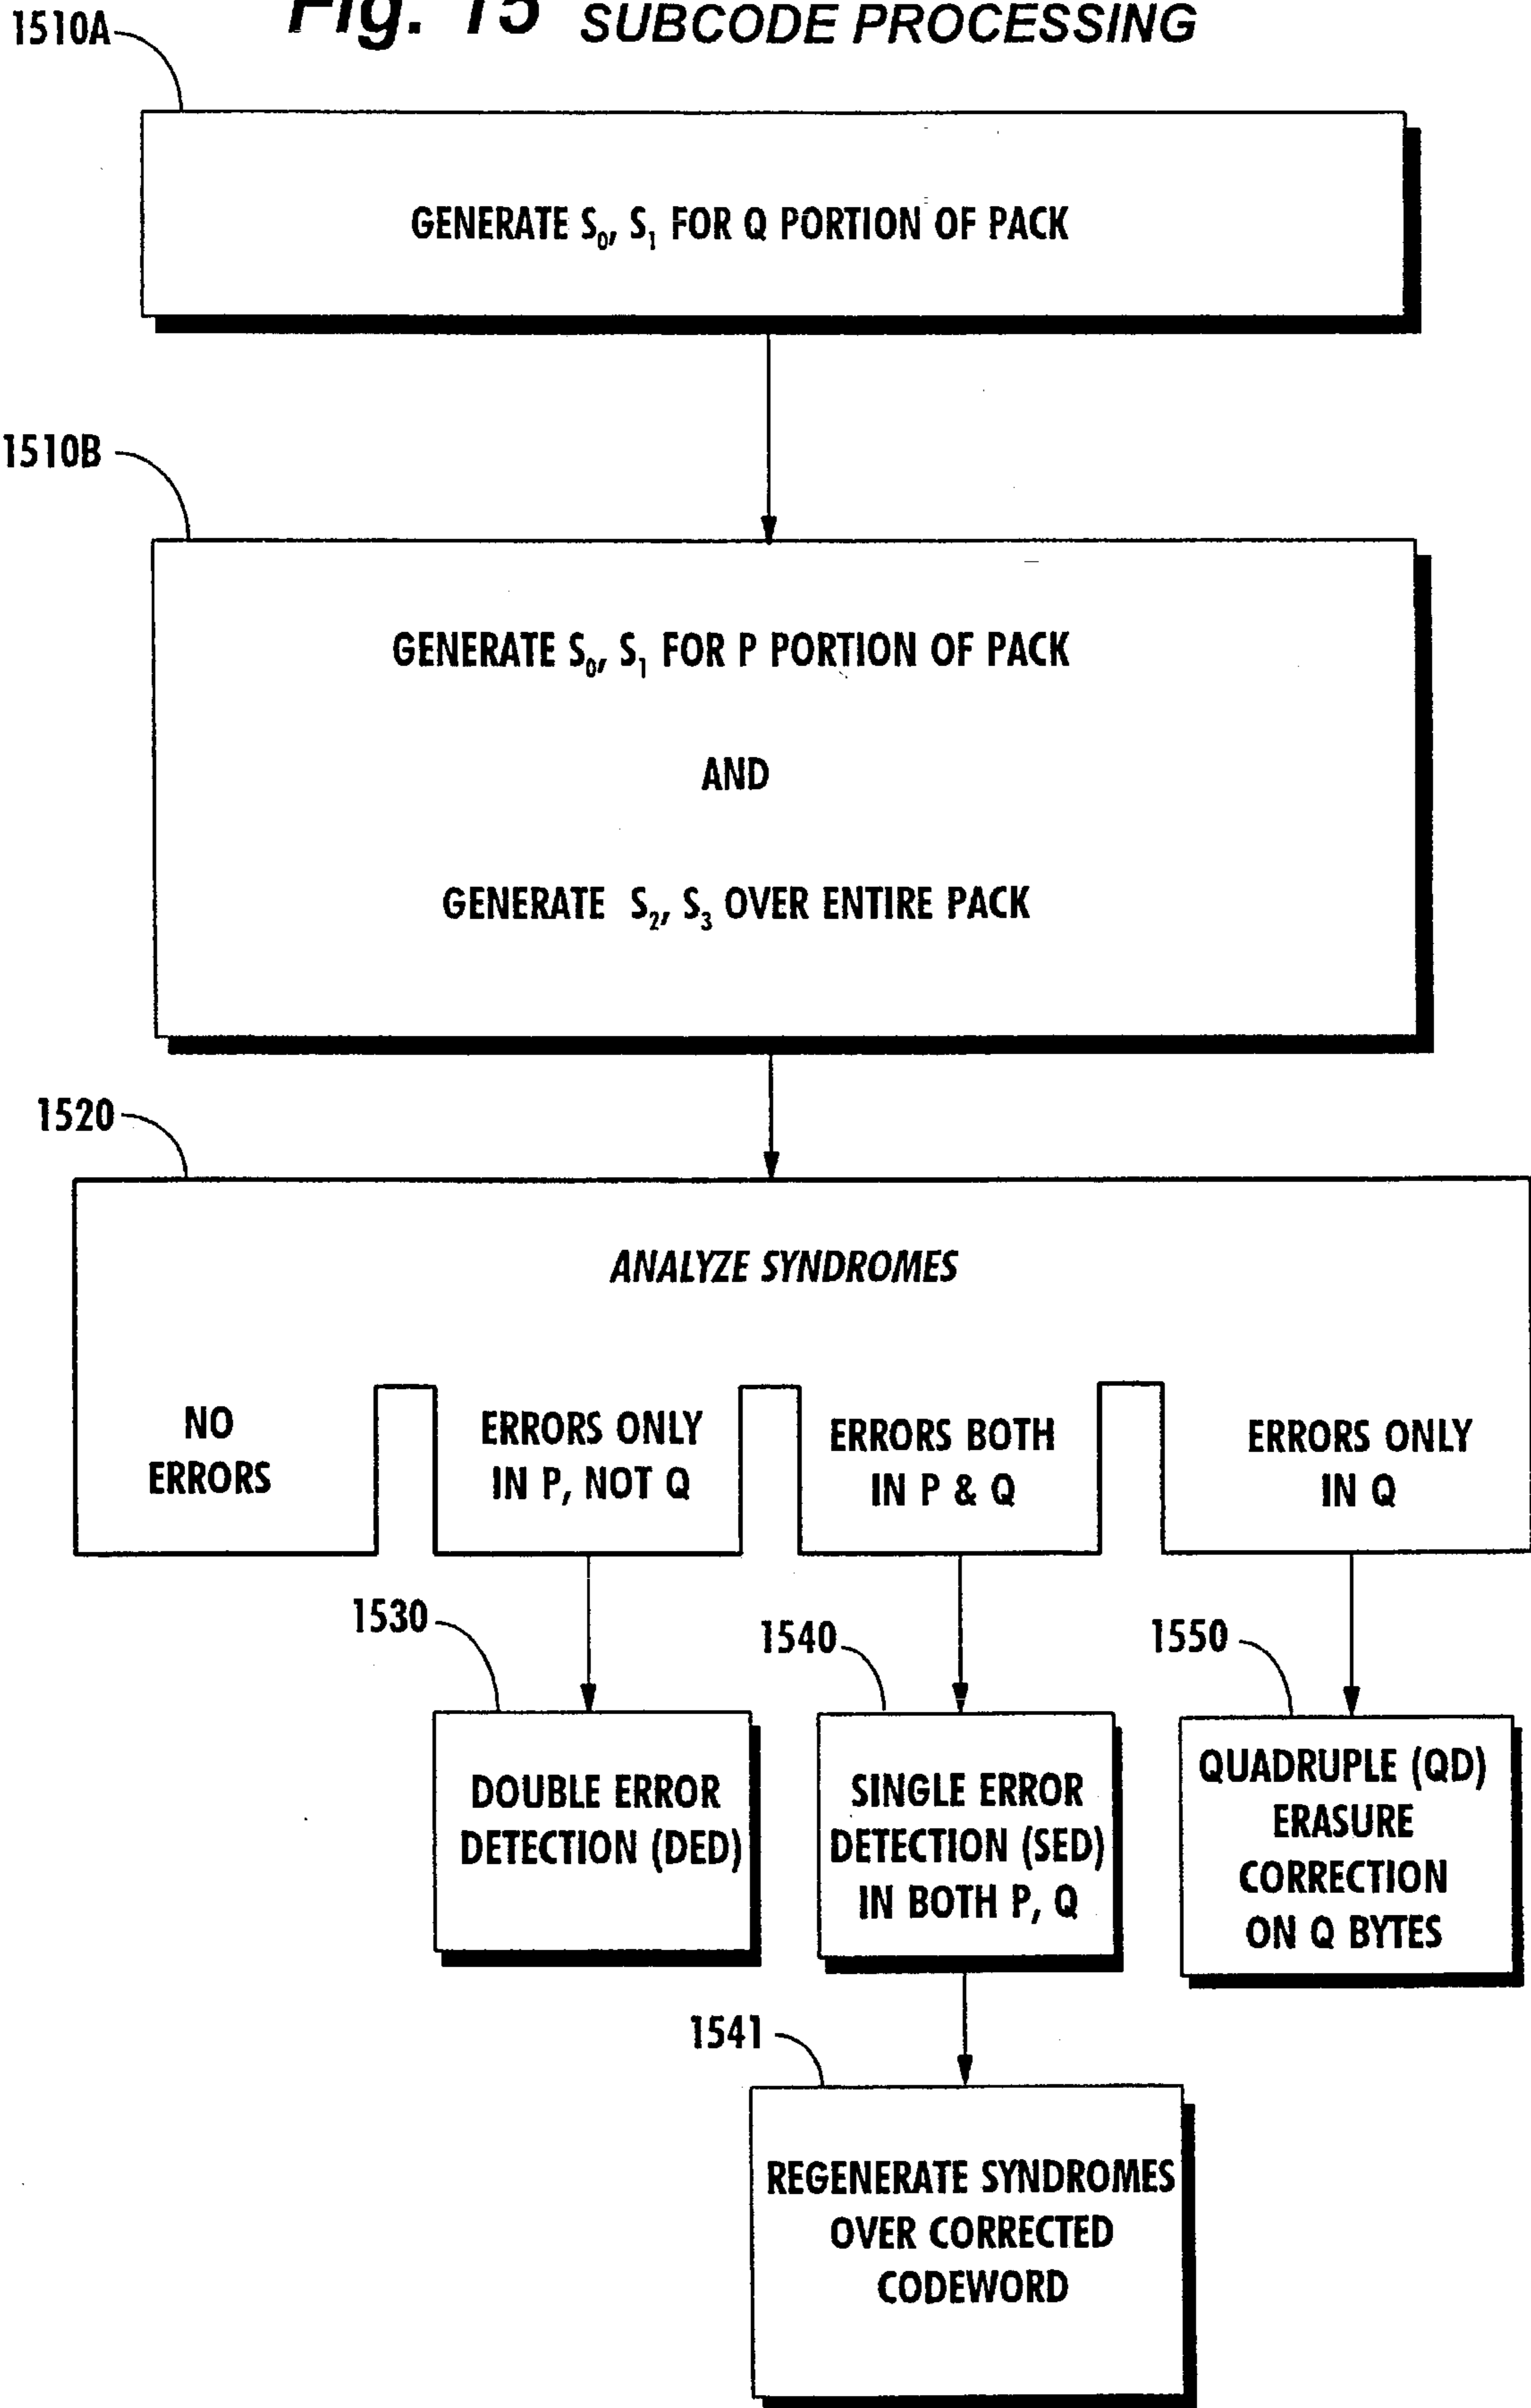 Fig. 15 SUBCODE PROCESSING
1510A
GENERATE S₀, S₁ FOR Q PORTION OF PACK
1510B
GENERATE S₀, S₁ FOR P PORTION OF PACK
AND
GENERATE S₂, S₃ OVER ENTIRE PACK
1520
ANALYZE SYNDROMES
NO
ERRORS
ERRORS ONLY
IN P, NOT Q
ERRORS BOTH
IN P & Q
ERRORS ONLY
IN Q
1530
DOUBLE ERROR
DETECTION (DED)
1540
SINGLE ERROR
DETECTION (SED)
IN BOTH P, Q
1550
QUADRUPLE (QD)
ERASURE
CORRECTION
ON Q BYTES
1541
REGENERATE SYNDROMES
OVER CORRECTED
CODEWORD